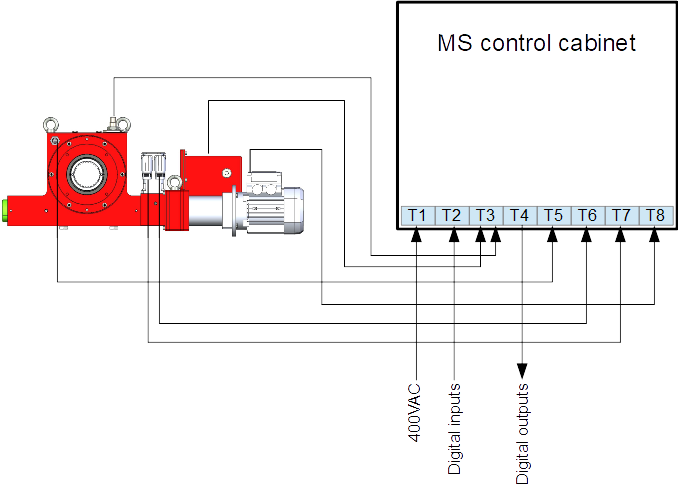 MS control cabinet
T1 T2 T3 T4 T5 T6 T7 T8
400VAC
Digital inputs
Digital outputs